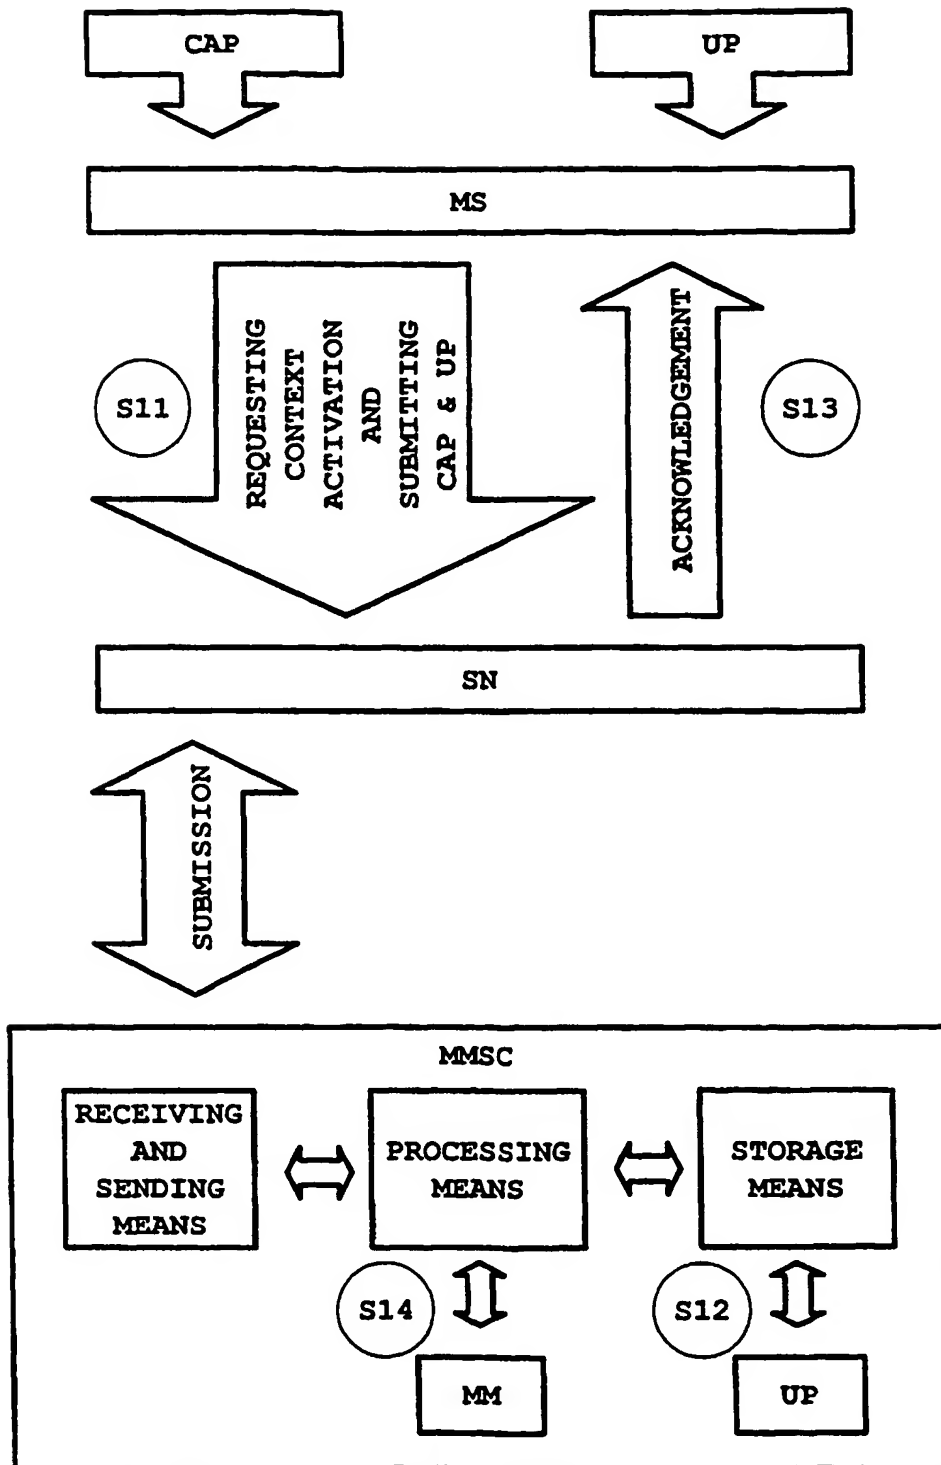 CAP
UP
MS
S11
REQUESTING
CONTEXT
ACTIVATION
AND
SUBMITTING
CAP & UP
ACKNOWLEDGEMENT
S13
SN
SUBMISSION
MMSC
RECEIVING
AND
SENDING
MEANS
PROCESSING
MEANS
STORAGE
MEANS
S14
S12
MM
UP